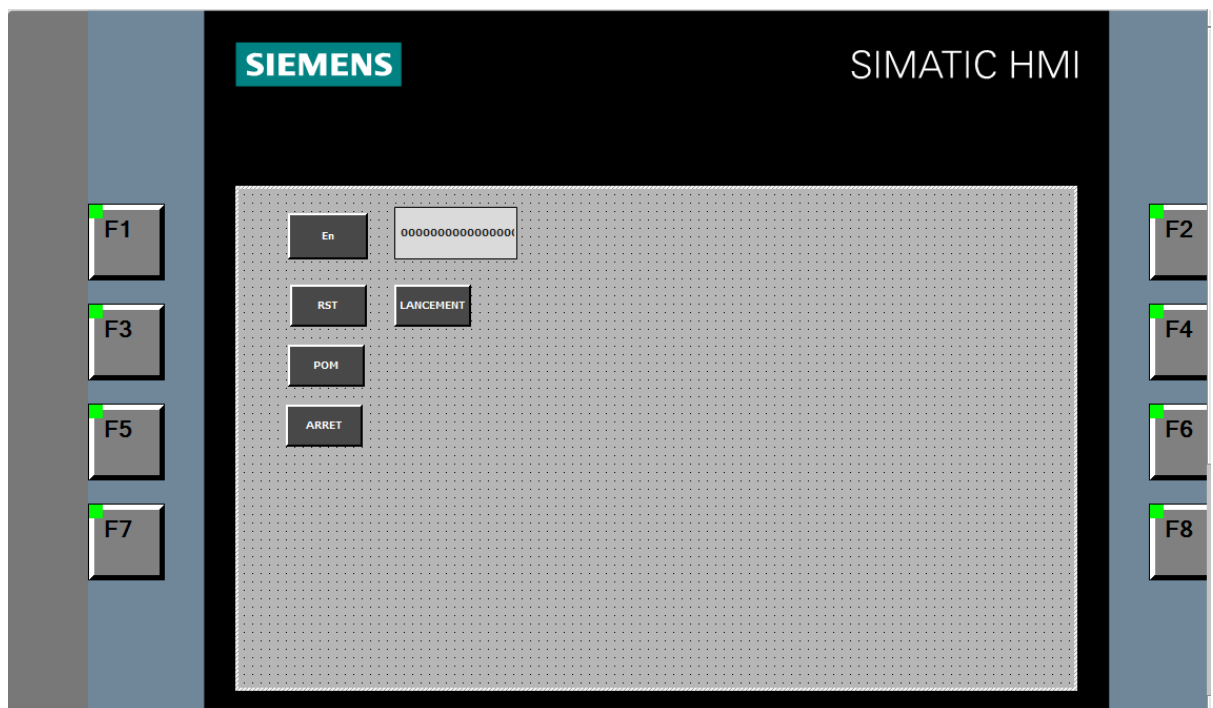 SIEMENS
SIMATIC HMI
F1
En
0000000000000000
F2
F3
RST
LANCEMENT
F4
POM
F5
ARRET
F6
F7
F8